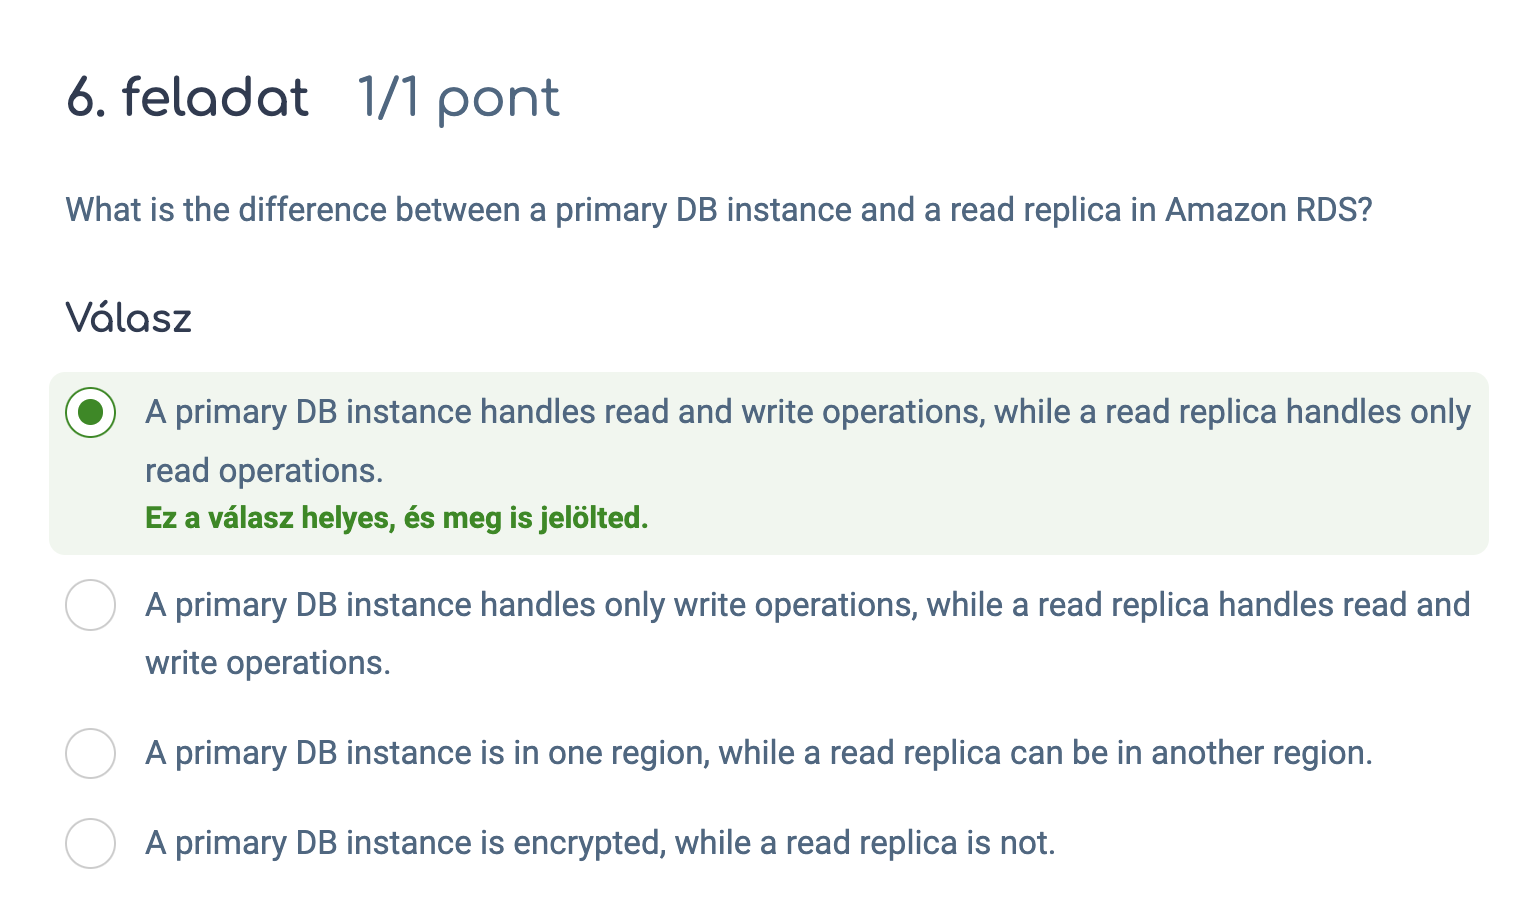 6. feladat 1/1 pont
What is the difference between a primary DB instance and a read replica in Amazon RDS?
Válasz
A primary DB instance handles read and write operations, while a read replica handles only
read operations.
Ez a válasz helyes, és meg is jelölted.
A primary DB instance handles only write operations, while a read replica handles read and
write operations.
A primary DB instance is in one region, while a read replica can be in another region.
A primary DB instance is encrypted, while a read replica is not.